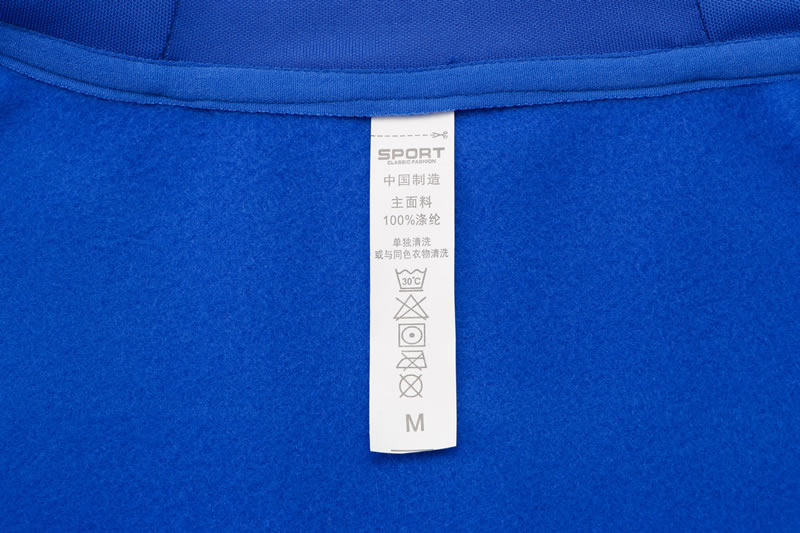 SPORT
CLASSIC FASHION
中国制造
主面料
100%涤纶
单独清洗
或与同色衣物清洗
30℃
M